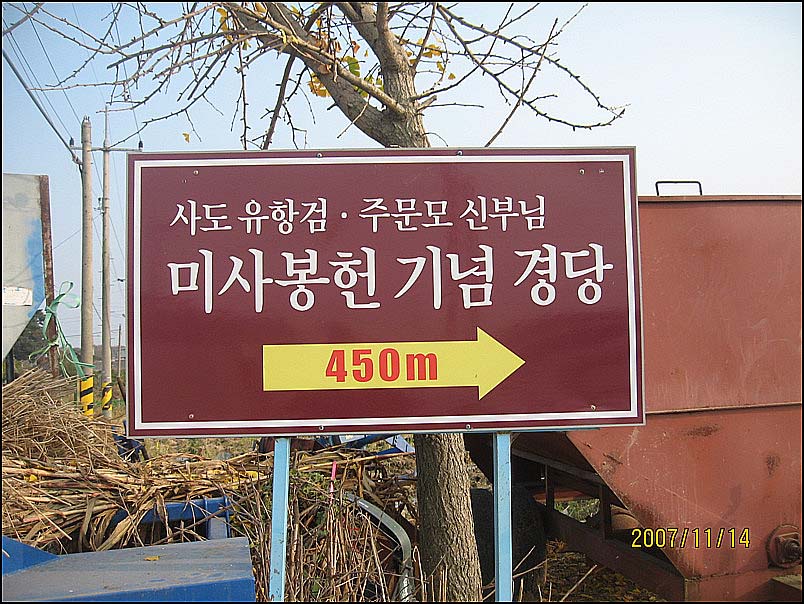 사도 유항검 · 주문모 신부님
미사봉헌 기념 경당
450m
2007/11/14